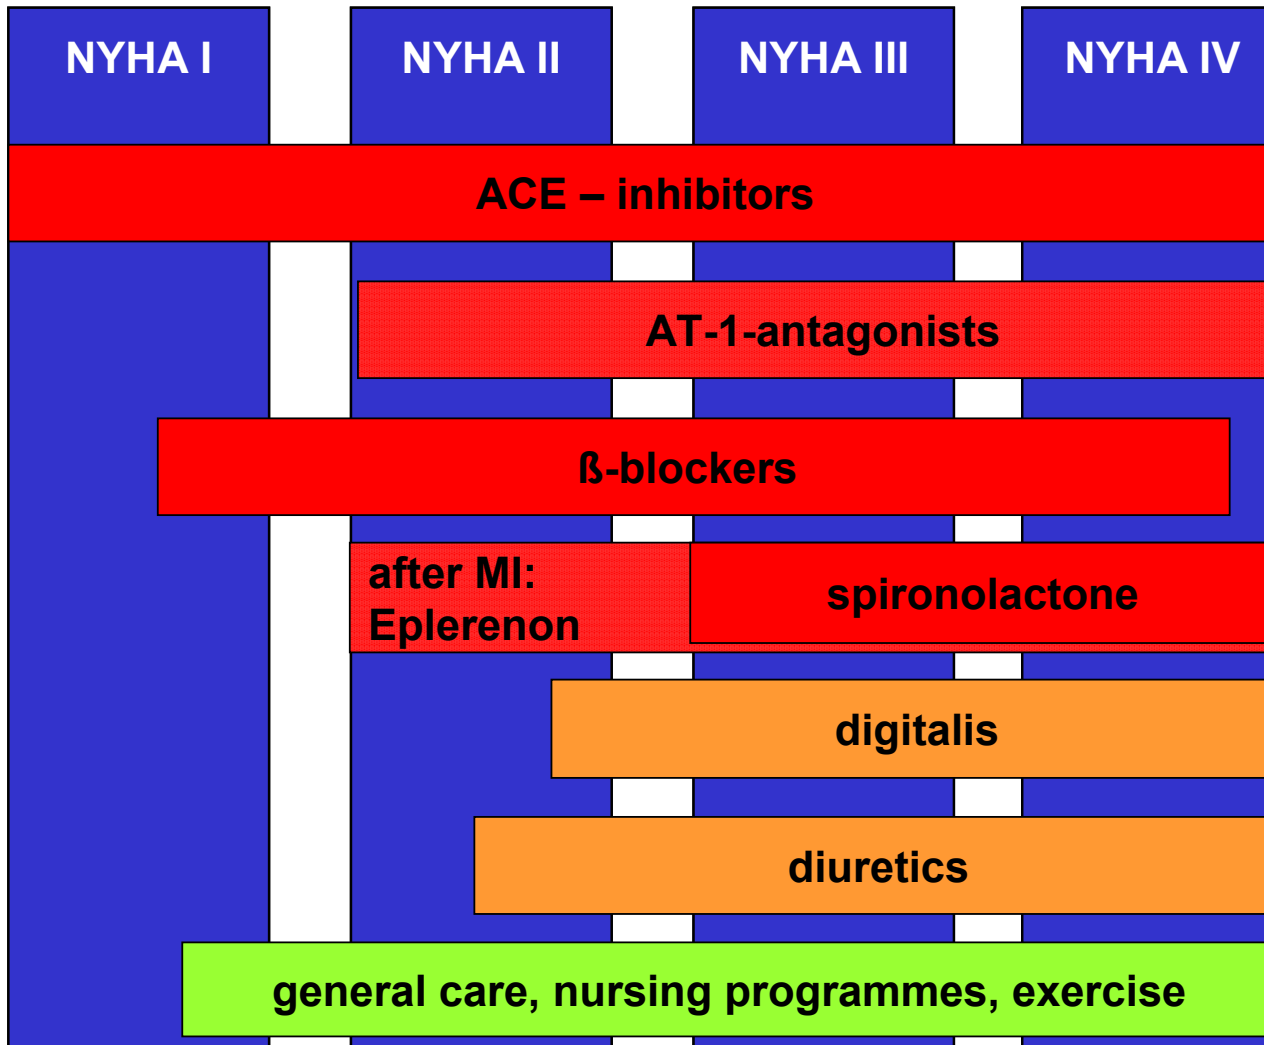 NYHA I
NYHA II
NYHA III
NYHA IV
ACE – inhibitors
AT-1-antagonists
ß-blockers
after MI:
Eplerenon
spironolactone
digitalis
diuretics
general care, nursing programmes, exercise